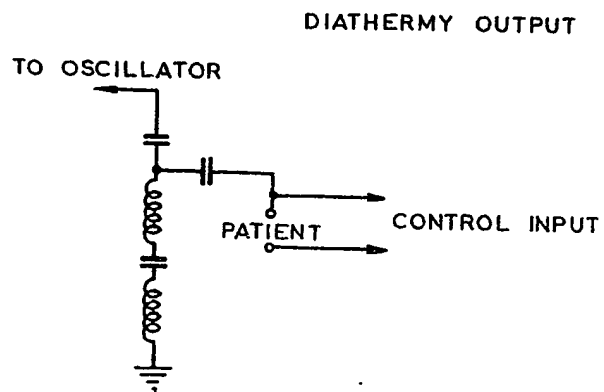 DIATHERMY OUTPUT
TO OSCILLATOR
PATIENT
CONTROL INPUT